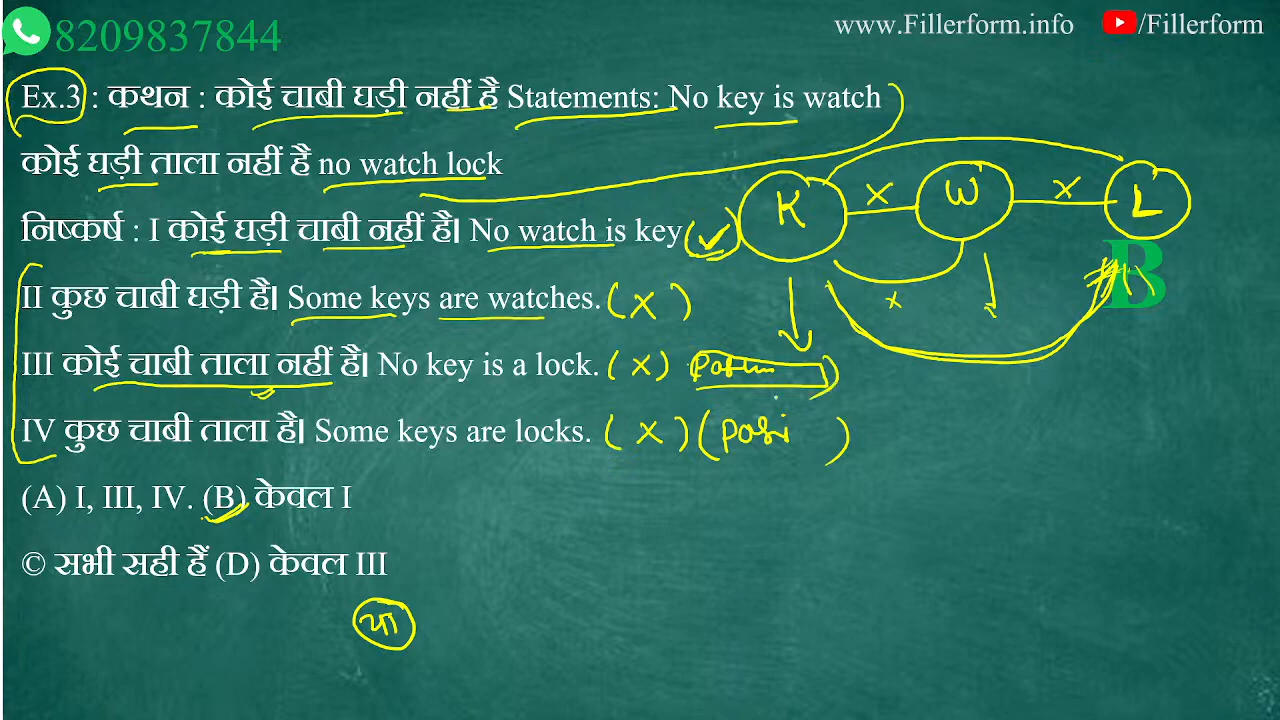 8209837844
www.Fillerform.info /Fillerform
Ex.3 : कथन : कोई चाबी घड़ी नहीं है Statements: No key is watch
कोई घड़ी ताला नहीं है no watch lock
निष्कर्ष : I कोई घड़ी चाबी नहीं है। No watch is key (✓)
II कुछ चाबी घड़ी है। Some keys are watches. (X)
III कोई चाबी ताला नहीं है। No key is a lock. (X)
IV कुछ चाबी ताला है। Some keys are locks. (X) (
(A) I, III, IV. (B) केवल I
© सभी सही हैं (D) केवल III
या
K X W X L
x
B